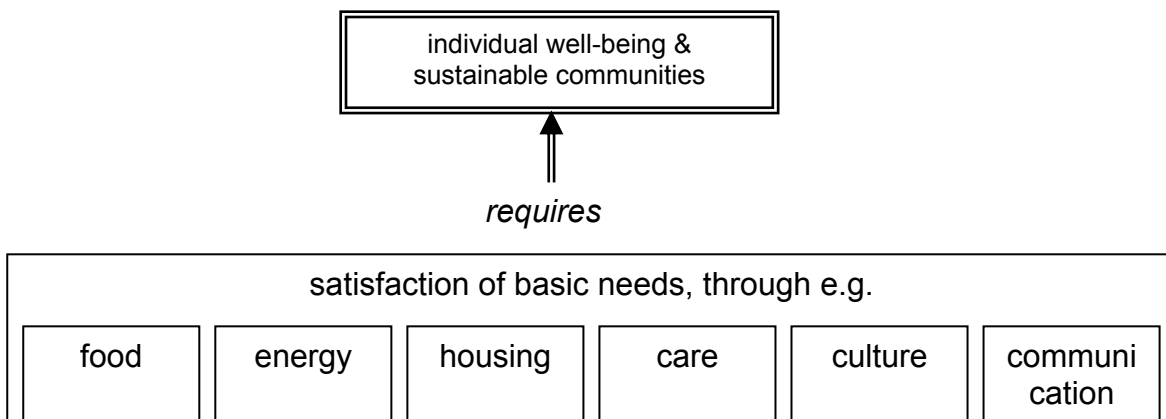 individual well-being &
sustainable communities
requires
satisfaction of basic needs, through e.g.
food
energy
housing
care
culture
communi
cation